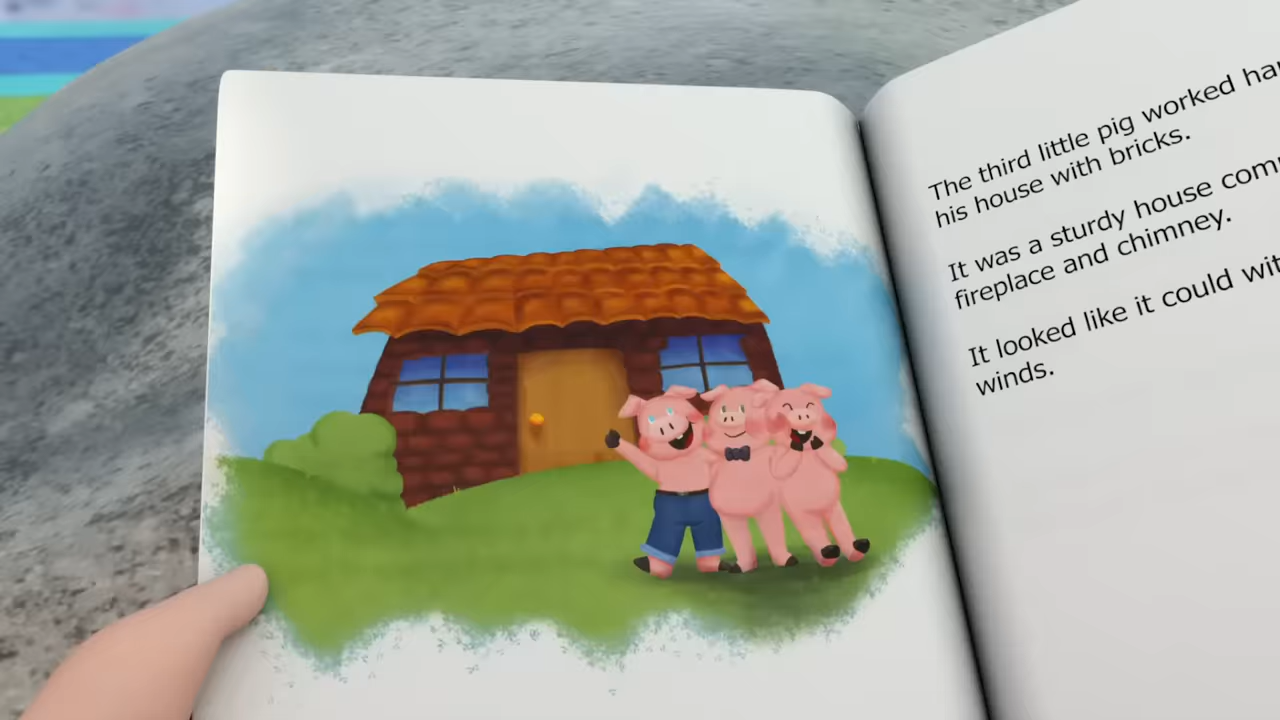 The third little pig worked
his house with bricks.
It was a sturdy house
fireplace and chimney.
It looked like it could
winds.